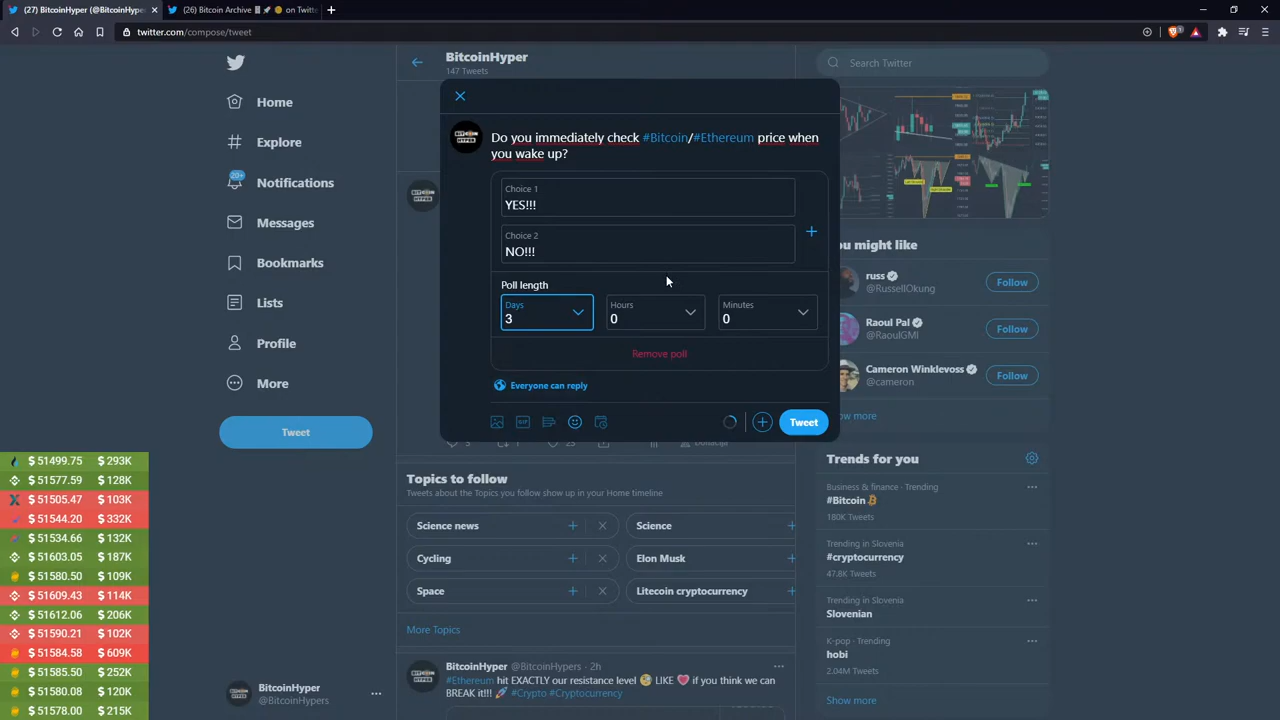 (27) BitcoinHyper (@BitcoinHyper
(26) Bitcoin Archive
on Twitte
twitter.com/compose/tweet
BitcoinHyper
147 Tweets
Search Twitter
Home
Explore
20+
Notifications
Messages
Bookmarks
Lists
Profile
More
Tweet
Do you immediately check #Bitcoin/#Ethereum price when
you wake up?
Choice 1
YES!!!
Choice 2
NO!!!
Poll length
Days
3
Hours
0
Minutes
0
Remove poll
Everyone can reply
GIF
Tweet
ou might like
russ
@RussellOkung
Follow
Raoul Pal
@RaoulGMI
Follow
Cameron Winklevoss
@cameron
Follow
ow more
Trends for you
Business & finance · Trending
#Bitcoin
180K Tweets
Trending in Slovenia
#cryptocurrency
47.8K Tweets
Trending in Slovenia
Slovenian
K-pop · Trending
hobi
2.04M Tweets
Show more
Topics to follow
Tweets about the Topics you follow show up in your Home timeline
Science news
Science
Cycling
Elon Musk
Space
Litecoin cryptocurrency
More Topics
BitcoinHyper @BitcoinHypers · 2h
#Ethereum hit EXACTLY our resistance level LIKE if you think we can
BREAK it!!! #Crypto #Cryptocurrency
$ 51499.75 $ 293K
$ 51577.59 $ 128K
$ 51505.47 $ 103K
$ 51544.20 $ 332K
$ 51534.66 $ 132K
$ 51603.05 $ 187K
$ 51580.50 $ 109K
$ 51609.43 $ 114K
$ 51612.06 $ 206K
$ 51590.21 $ 102K
$ 51584.58 $ 609K
$ 51585.50 $ 252K
$ 51580.08 $ 120K
$ 51578.00 $ 215K
BitcoinHyper
@BitcoinHypers